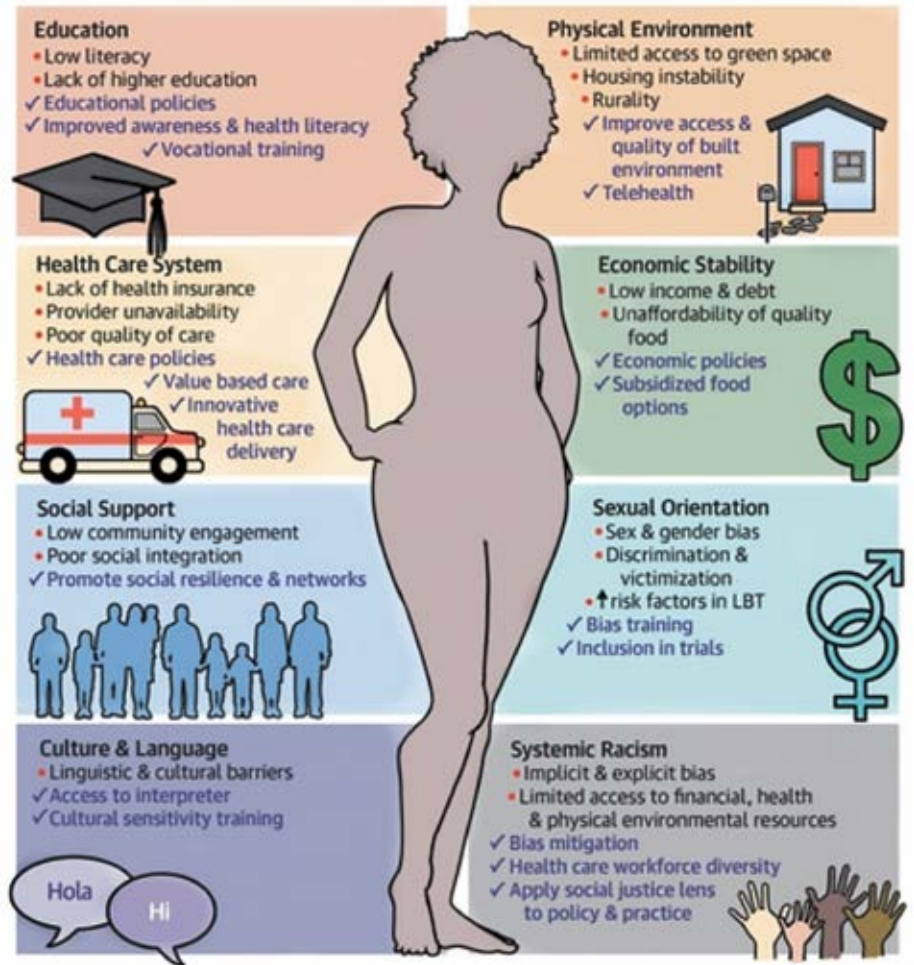 Education
• Low literacy
• Lack of higher education
✓ Educational policies
✓ Improved awareness & health literacy
✓ Vocational training
Physical Environment
• Limited access to green space
• Housing instability
• Rurality
✓ Improve access &
quality of built
environment
✓ Telehealth
Health Care System
• Lack of health insurance
• Provider unavailability
• Poor quality of care
✓ Health care policies
✓ Value based care
✓ Innovative
health care
delivery
Economic Stability
• Low income & debt
• Unaffordability of quality
food
✓ Economic policies
✓ Subsidized food
options
Social Support
• Low community engagement
• Poor social integration
✓ Promote social resilience & networks
Sexual Orientation
• Sex & gender bias
• Discrimination &
victimization
• ↑ risk factors in LBT
✓ Bias training
✓ Inclusion in trials
Culture & Language
• Linguistic & cultural barriers
✓ Access to interpreter
✓ Cultural sensitivity training
Hola
Hi
Systemic Racism
• Implicit & explicit bias
• Limited access to financial, health
& physical environmental resources
✓ Bias mitigation
✓ Health care workforce diversity
✓ Apply social justice lens
to policy & practice